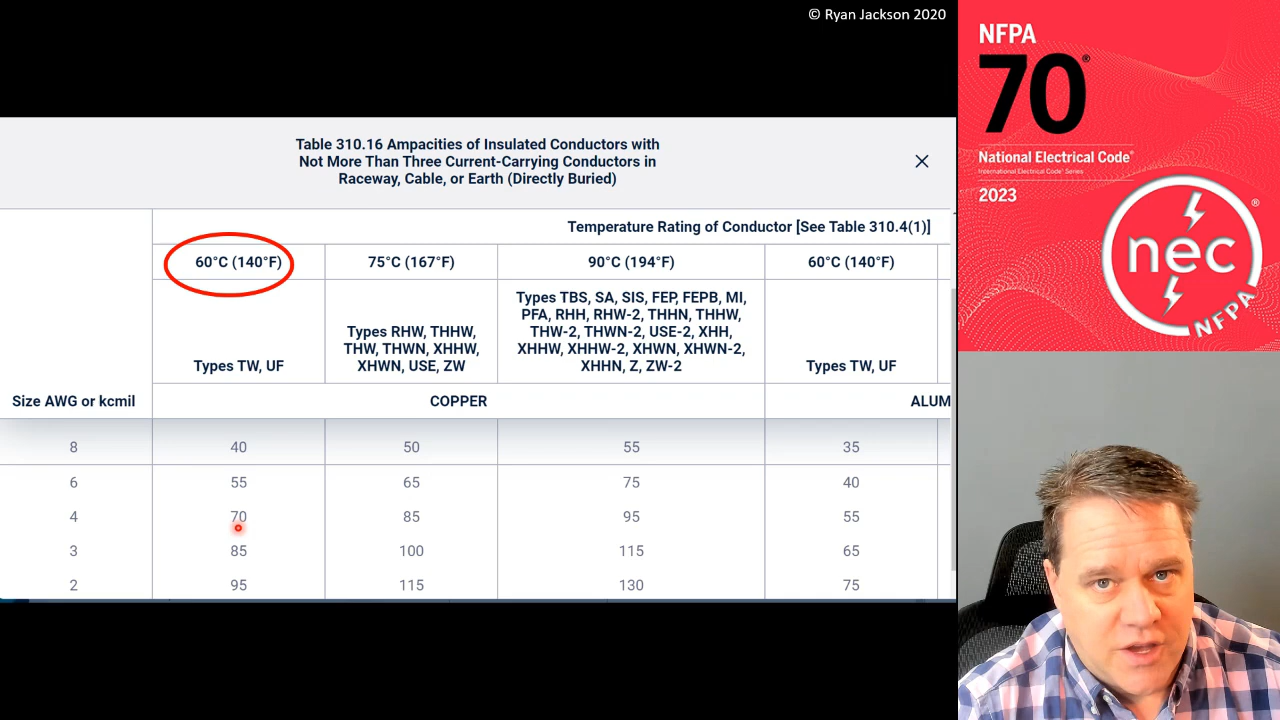 © Ryan Jackson 2020
NFPA
70®
National Electrical Code®
International Electrical Code® Series
2023
nec®
NFPA
Table 310.16 Ampacities of Insulated Conductors with
Not More Than Three Current-Carrying Conductors in
Raceway, Cable, or Earth (Directly Buried)
Temperature Rating of Conductor [See Table 310.4(1)]
60°C (140°F) 75°C (167°F) 90°C (194°F) 60°C (140°F)
Types TW, UF
Types RHW, THHW,
THW, THWN, XHHW,
XHWN, USE, ZW
Types TBS, SA, SIS, FEP, FEPB, MI,
PFA, RHH, RHW-2, THHN, THHW,
THW-2, THWN-2, USE-2, XHH,
XHHW, XHHW-2, XHWN, XHWN-2,
XHHN, Z, ZW-2
Types TW, UF
Size AWG or kcmil COPPER ALUM
8 40 50 55 35
6 55 65 75 40
4 70 85 95 55
3 85 100 115 65
2 95 115 130 75